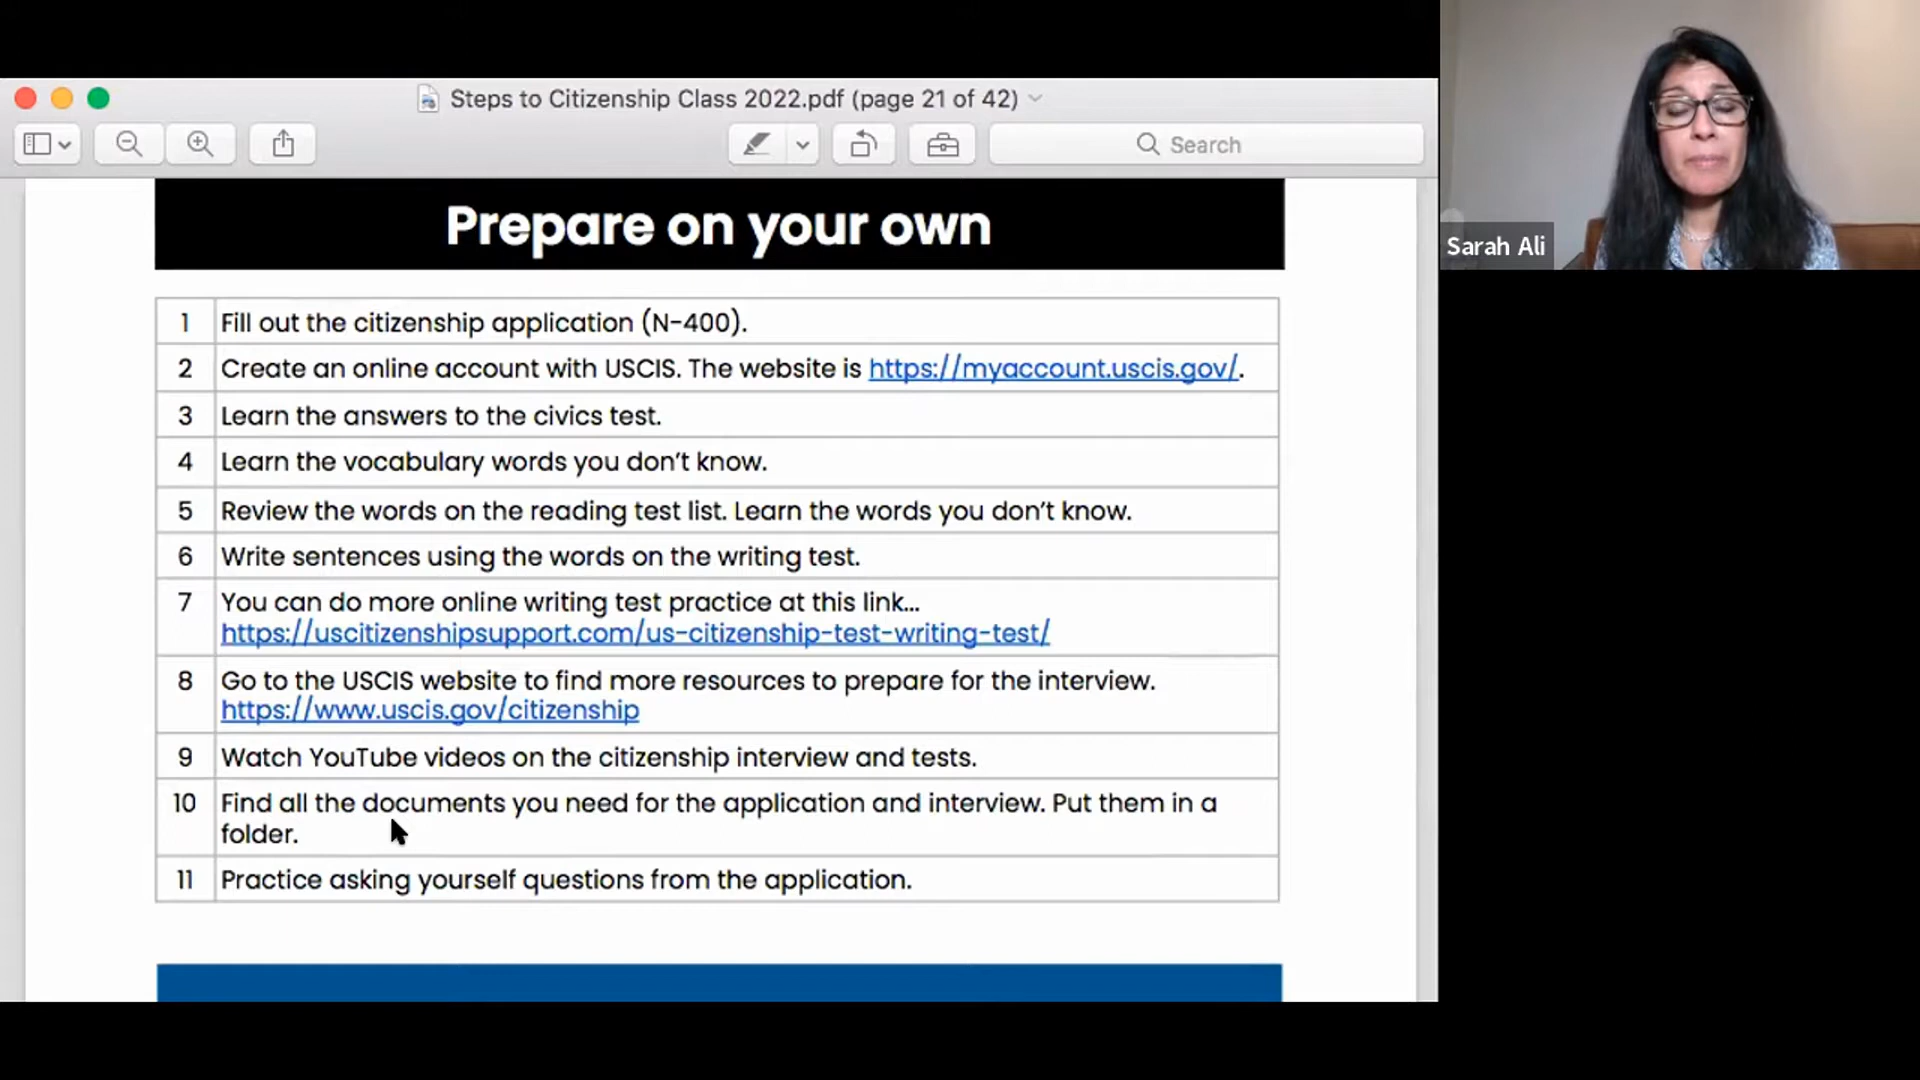 Steps to Citizenship Class 2022.pdf (page 21 of 42)
Search
Prepare on your own
1 Fill out the citizenship application (N-400).
2 Create an online account with USCIS. The website is https://myaccount.uscis.gov/.
3 Learn the answers to the civics test.
4 Learn the vocabulary words you don’t know.
5 Review the words on the reading test list. Learn the words you don’t know.
6 Write sentences using the words on the writing test.
7 You can do more online writing test practice at this link...
https://uscitizenshipsupport.com/us-citizenship-test-writing-test/
8 Go to the USCIS website to find more resources to prepare for the interview.
https://www.uscis.gov/citizenship
9 Watch YouTube videos on the citizenship interview and tests.
10 Find all the documents you need for the application and interview. Put them in a
folder.
11 Practice asking yourself questions from the application.
Sarah Ali